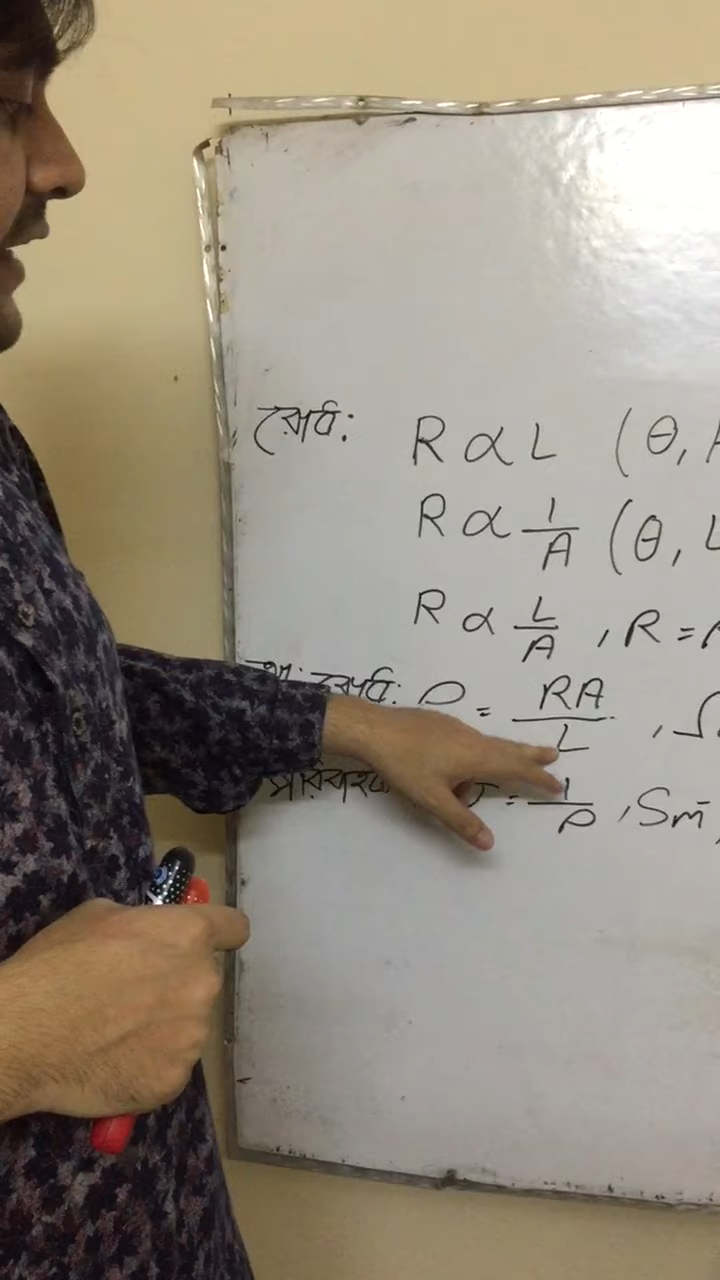 রোধ: R ∝ L (θ,
R ∝ 1/A (θ, L
R ∝ L/A , R =
রোধ: ρ = RA/L ,
σ = 1/ρ , Sm⁻